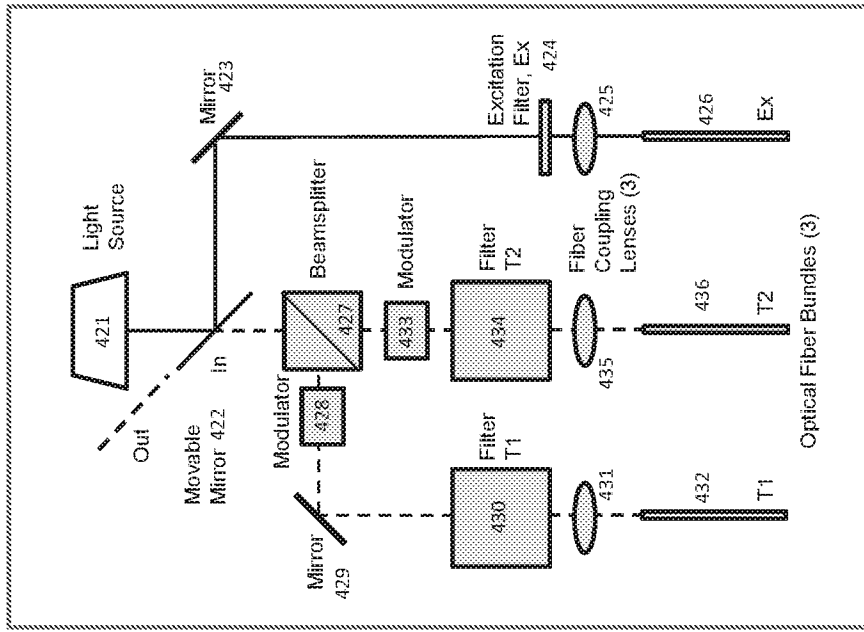 Light
Source
421
Mirror
423
Out
In
Movable
Mirror 422
Beamsplitter
427
Modulator
428
Modulator
433
Mirror
429
Filter
T1
430
Filter
T2
434
Excitation
Filter, Ex
424
425
Fiber
Coupling
Lenses (3)
431
435
432
436
426
T1
T2
Ex
Optical Fiber Bundles (3)